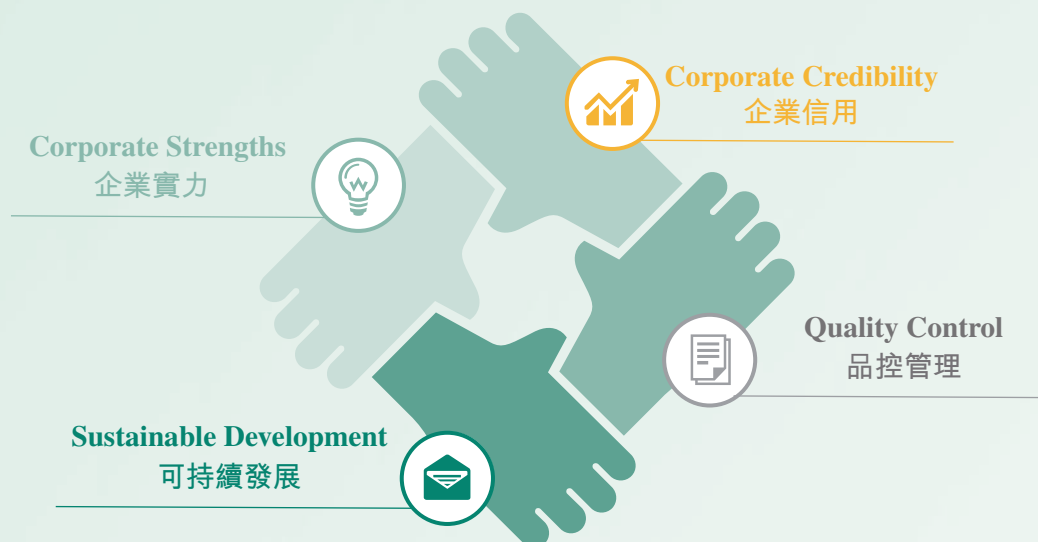 Corporate Credibility
企業信用
Corporate Strengths
企業實力
Quality Control
品控管理
Sustainable Development
可持續發展